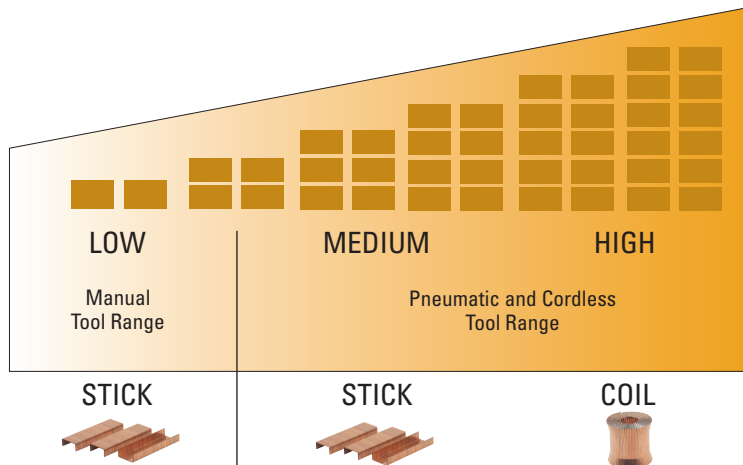 LOW
MEDIUM
HIGH
Manual
Tool Range
Pneumatic and Cordless
Tool Range
STICK
STICK
COIL